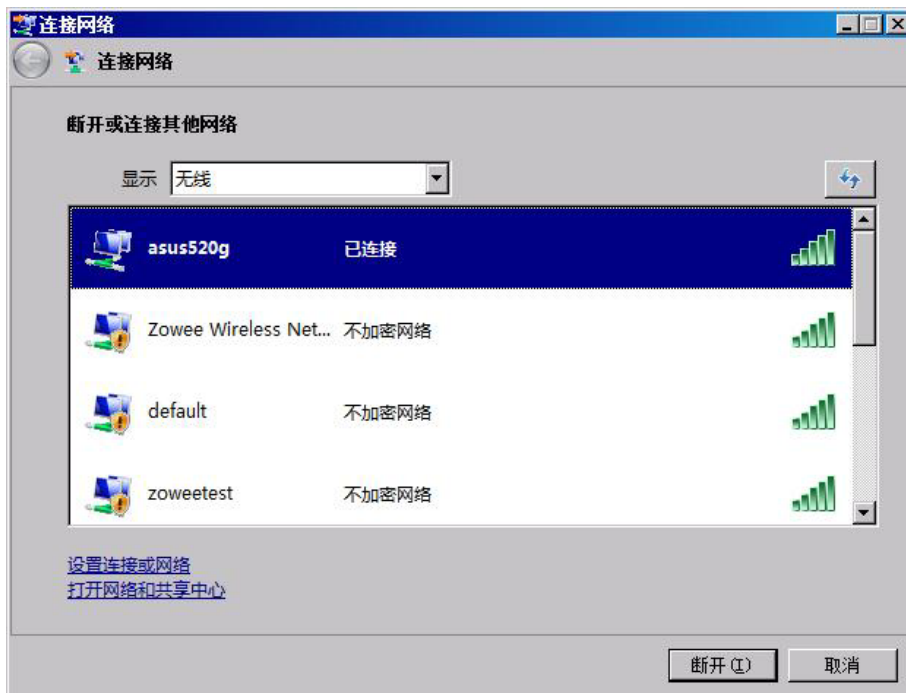 连接网络
连接网络
断开或连接其他网络
显示 无线
asus520g 已连接
Zowee Wireless Net... 不加密网络
default 不加密网络
zoweetest 不加密网络
设置连接或网络
打开网络和共享中心
断开(I) 取消